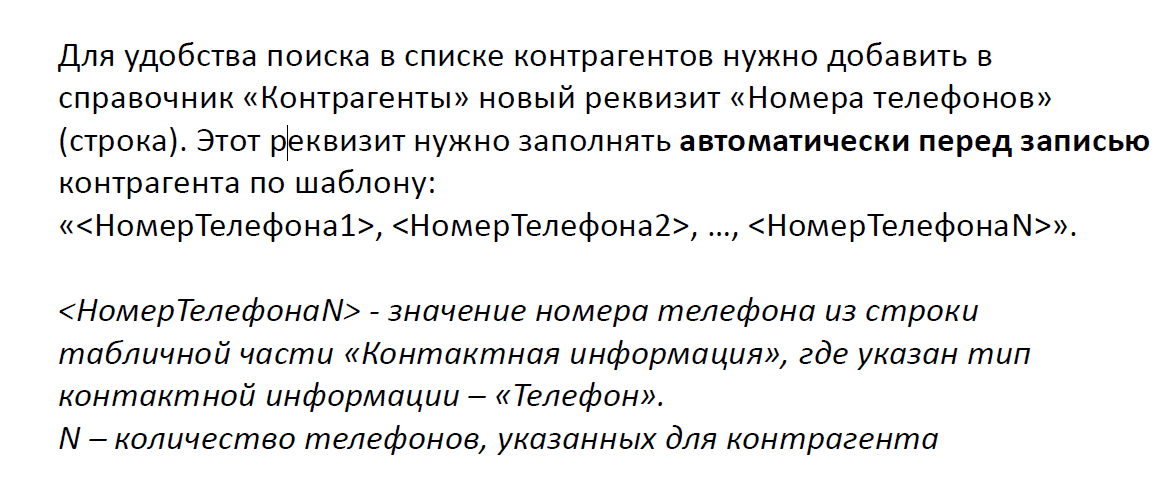 Для удобства поиска в списке контрагентов нужно добавить в
справочник «Контрагенты» новый реквизит «Номера телефонов»
(строка). Этот реквизит нужно заполнять автоматически перед записью
контрагента по шаблону:
«<НомерТелефона1>, <НомерТелефона2>, …, <НомерТелефонаN>».
<НомерТелефонаN> - значение номера телефона из строки
табличной части «Контактная информация», где указан тип
контактной информации – «Телефон».
N – количество телефонов, указанных для контрагента